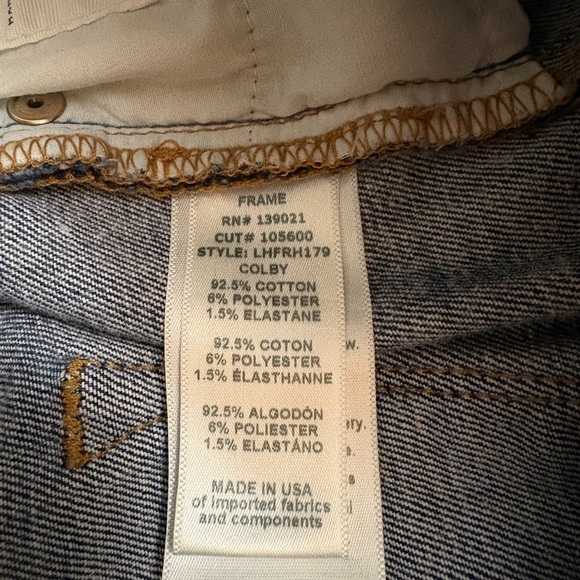 FRAME
RN# 139021
CUT# 105600
STYLE: LHFRH179
COLBY
92.5% COTTON
6% POLYESTER
1.5% ELASTANE
92.5% COTON
6% POLYESTER
1.5% ÉLASTHANNE
92.5% ALGODÓN
6% POLIESTER
1.5% ELASTÁNO
MADE IN USA
of imported fabrics
and components